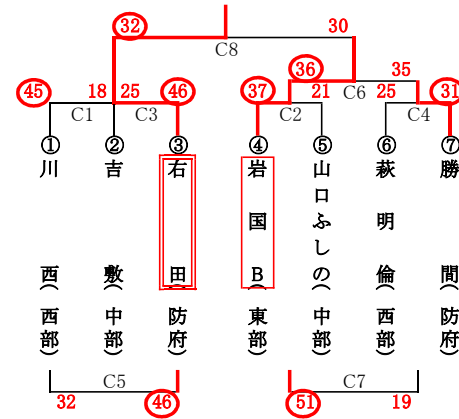 32
30
C8
36
45
18
25
46
37
21
35
25
31
C6
C1
C3
C2
C4
①
②
③
④
⑤
⑥
⑦
川西(西部)
吉敷(中部)
右田(防府)
岩国B(東部)
山口ふしの(中部)
萩明倫(西部)
勝間(防府)
C5
C7
32
46
51
19